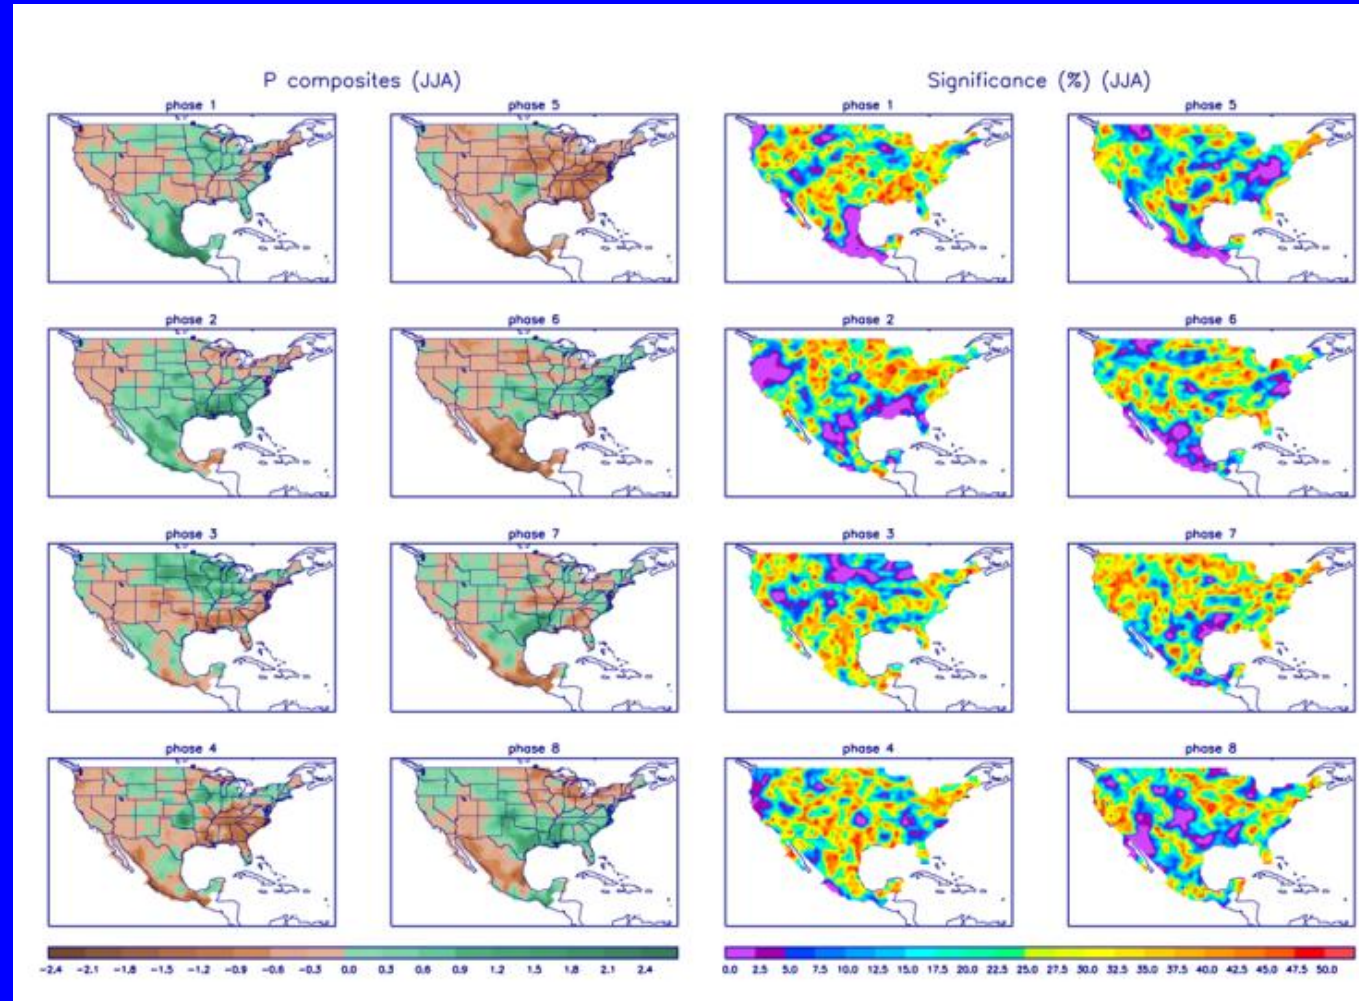 P composites (JJA) Significance (%) (JJA)
phase 1 phase 5 phase 1 phase 5
phase 2 phase 6 phase 2 phase 6
phase 3 phase 7 phase 3 phase 7
phase 4 phase 8 phase 4 phase 8
-2.4 -2.1 -1.8 -1.5 -1.2 -0.9 -0.6 -0.3 0.0 0.3 0.6 0.9 1.2 1.5 1.8 2.1 2.4 0.0 2.5 5.0 7.5 10.0 12.5 15.0 17.5 20.0 22.5 25.0 27.5 30.0 32.5 35.0 37.5 40.0 42.5 45.0 47.5 50.0